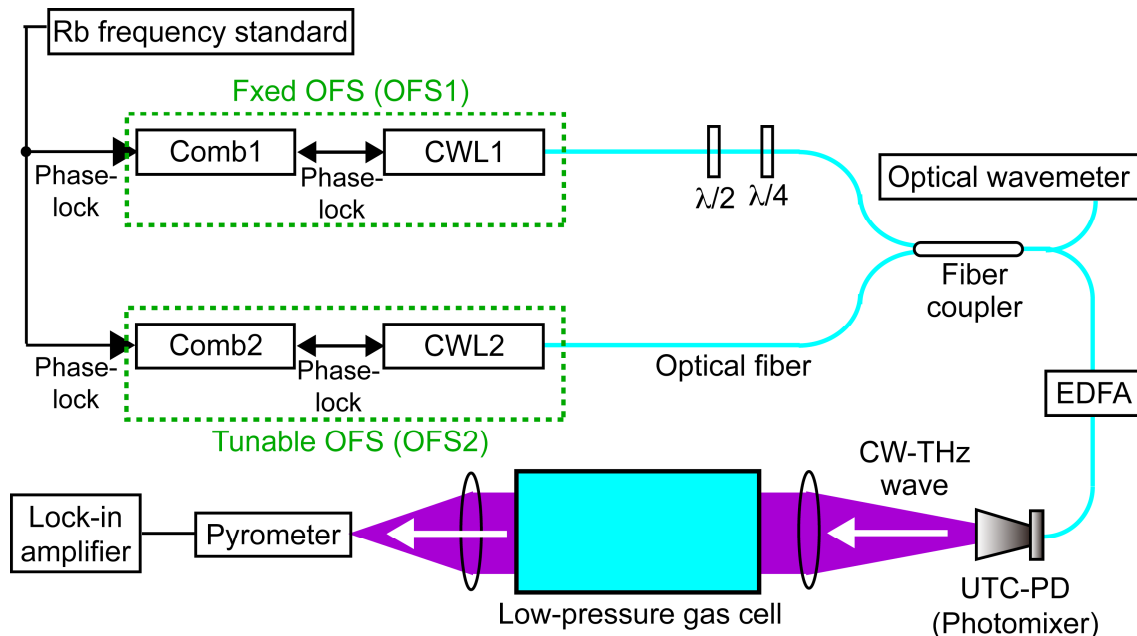 Rb frequency standard
Fxed OFS (OFS1)
Comb1
CWL1
Phase-
lock
Phase-
lock
λ/2
λ/4
Optical wavemeter
Fiber
coupler
Comb2
CWL2
Phase-
lock
Phase-
lock
Optical fiber
EDFA
Tunable OFS (OFS2)
CW-THz
wave
Lock-in
amplifier
Pyrometer
Low-pressure gas cell
UTC-PD
(Photomixer)